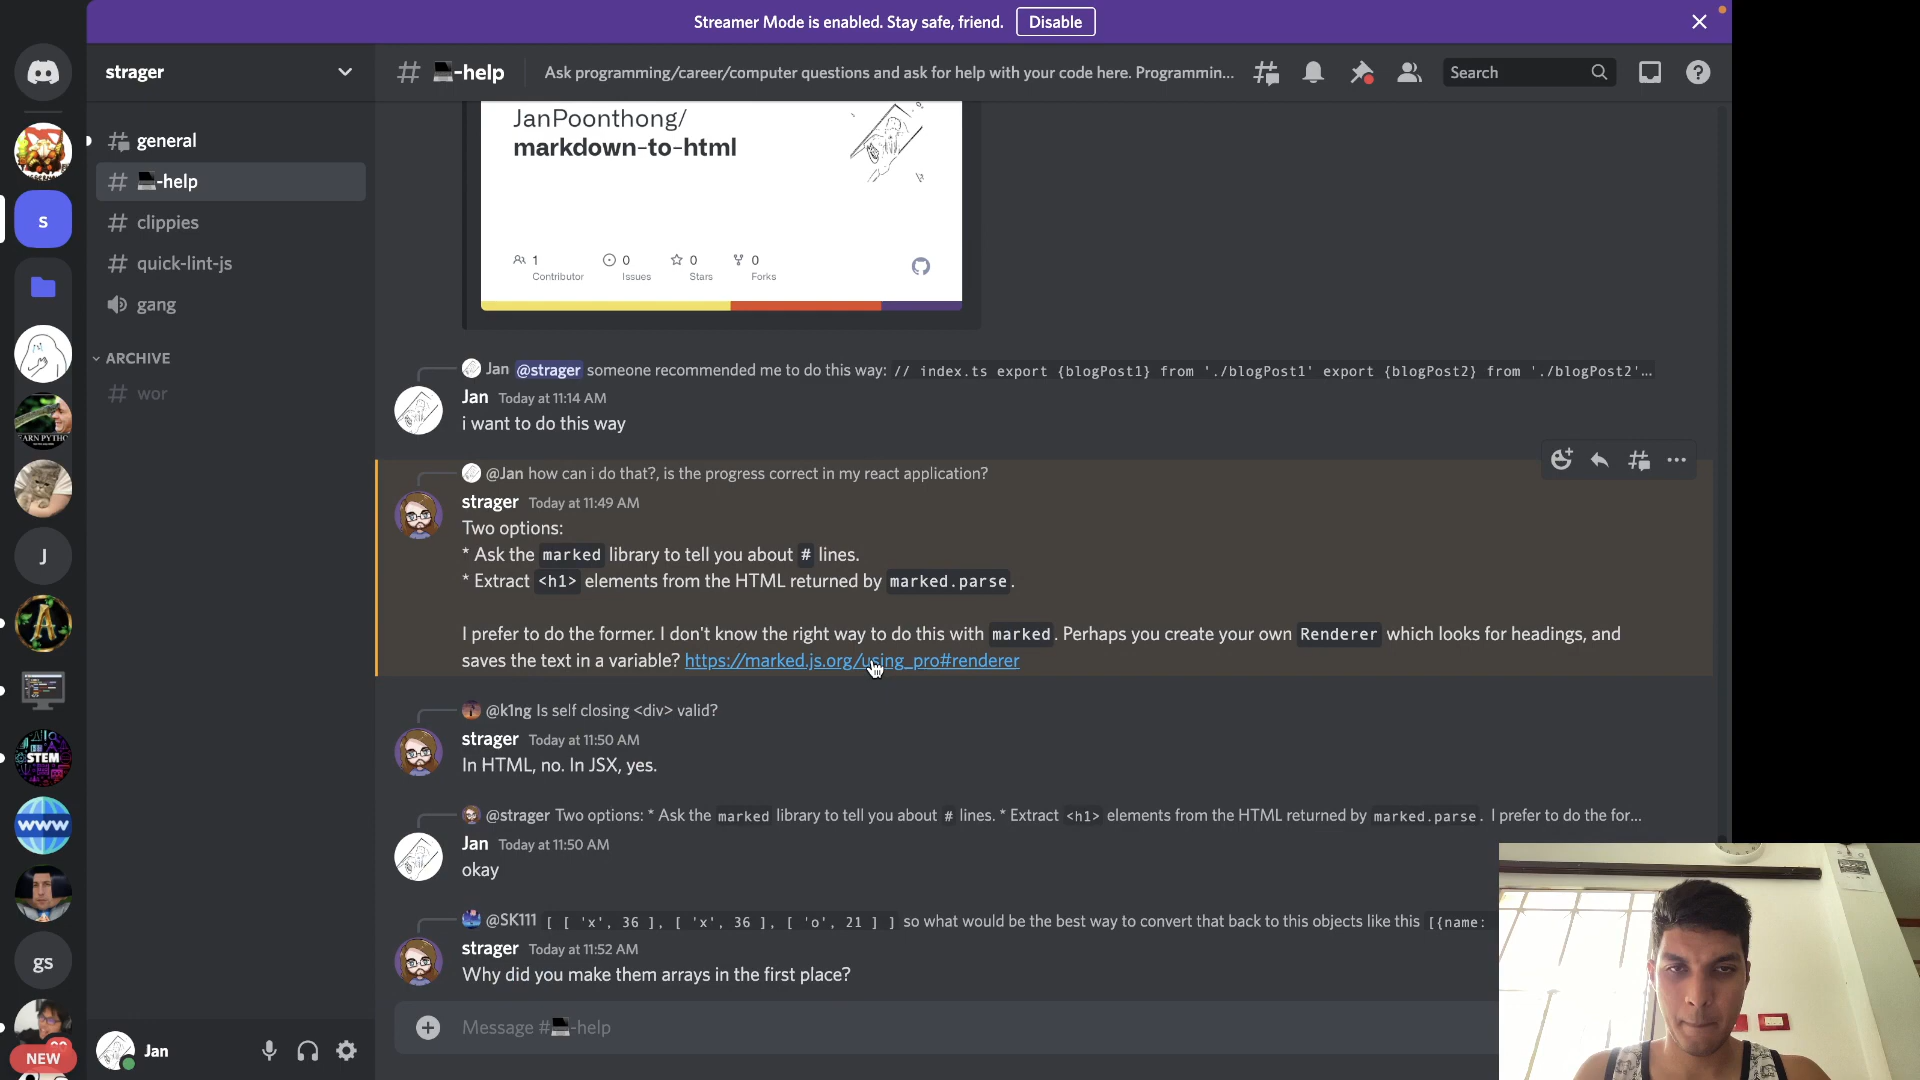 Streamer Mode is enabled. Stay safe, friend.
Disable
strager
-help
Ask programming/career/computer questions and ask for help with your code here. Programmin...
Search
general
-help
clippies
quick-lint-js
gang
ARCHIVE
wor
S
EARN PYTHO
J
A
STEM
WWW
gs
NEW
JanPoonthong/
markdown-to-html
1
Contributor
0
Issues
0
Stars
0
Forks
Jan @strager someone recommended me to do this way: // index.ts export {blogPost1} from './blogPost1' export {blogPost2} from './blogPost2'...
Jan Today at 11:14 AM
i want to do this way
@Jan how can i do that?, is the progress correct in my react application?
strager Today at 11:49 AM
Two options:
* Ask the marked library to tell you about # lines.
* Extract <h1> elements from the HTML returned by marked.parse.
I prefer to do the former. I don't know the right way to do this with marked. Perhaps you create your own Renderer which looks for headings, and
saves the text in a variable? https://marked.js.org/using_pro#renderer
@k1ng Is self closing <div> valid?
strager Today at 11:50 AM
In HTML, no. In JSX, yes.
@strager Two options: * Ask the marked library to tell you about # lines. * Extract <h1> elements from the HTML returned by marked.parse. I prefer to do the for...
Jan Today at 11:50 AM
okay
@SK111 [ [ 'x', 36 ], [ 'x', 36 ], [ 'o', 21 ] ] so what would be the best way to convert that back to this objects like this [{name:
strager Today at 11:52 AM
Why did you make them arrays in the first place?
Message #-help
Jan